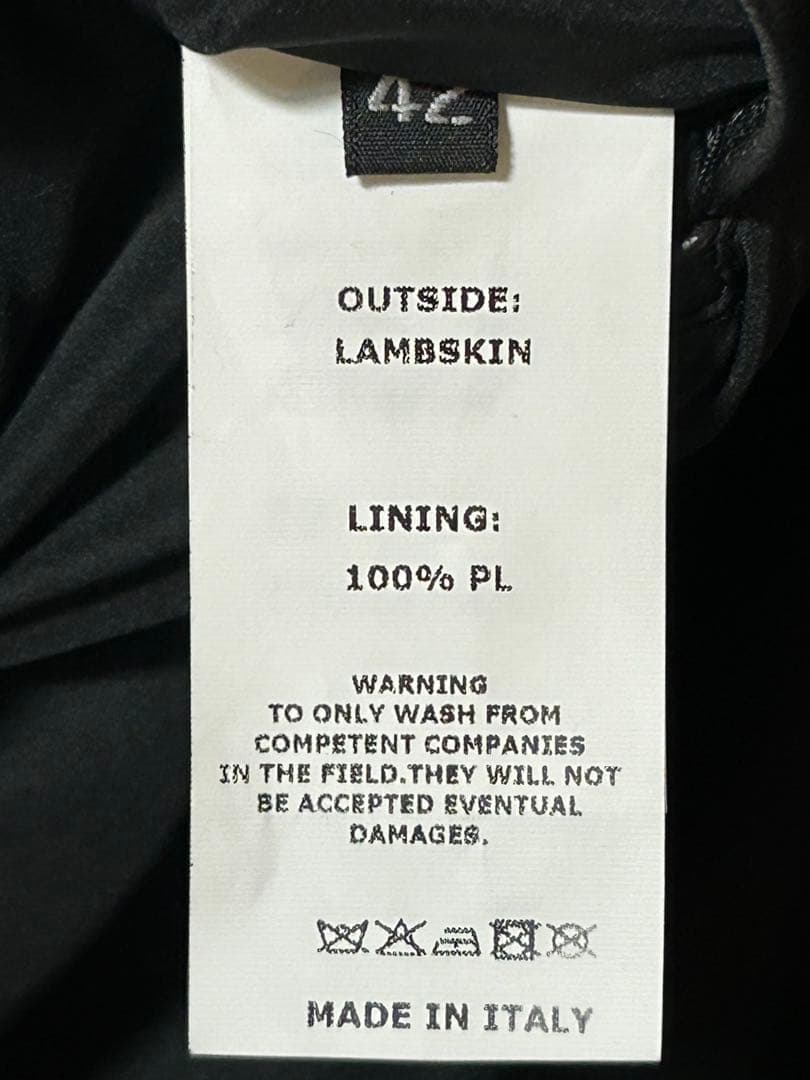 42
OUTSIDE:
LAMBSKIN
LINING:
100% PL
WARNING
TO ONLY WASH FROM
COMPETENT COMPANIES
IN THE FIELD.THEY WILL NOT
BE ACCEPTED EVENTUAL
DAMAGES.
MADE IN ITALY